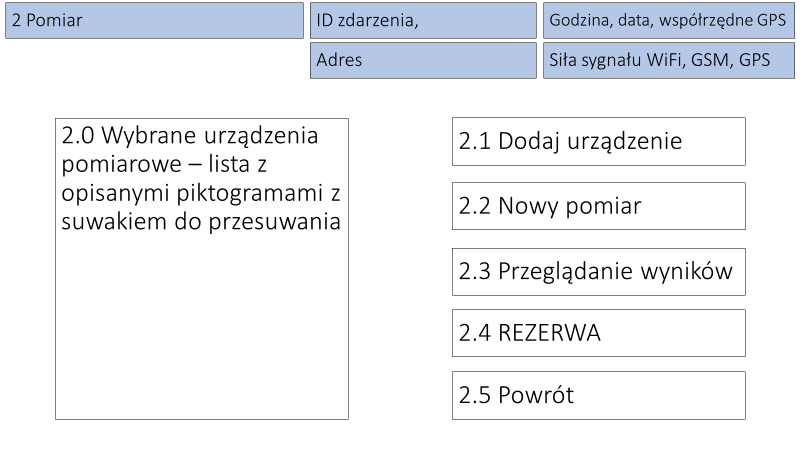 2 Pomiar
ID zdarzenia,
Godzina, data, współrzędne GPS
Adres
Siła sygnału WiFi, GSM, GPS
2.0 Wybrane urządzenia
pomiarowe – lista z
opisanymi piktogramami z
suwakiem do przesuwania
2.1 Dodaj urządzenie
2.2 Nowy pomiar
2.3 Przeglądanie wyników
2.4 REZERWA
2.5 Powrót